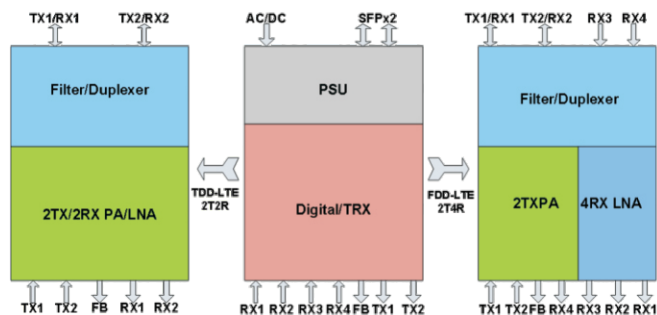 TX1/RX1 TX2/RX2 AC/DC SFPx2 TX1/RX1 TX2/RX2 RX3 RX4
Filter/Duplexer
PSU
Filter/Duplexer
TDD-LTE
2T2R
FDD-LTE
2T4R
2TX/2RX PA/LNA
Digital/TRX
2TXPA
4RX LNA
TX1 TX2 FB RX1 RX2
RX1 RX2 RX3 RX4 FB TX1 TX2
TX1 TX2 FB RX4 RX3 RX2 RX1